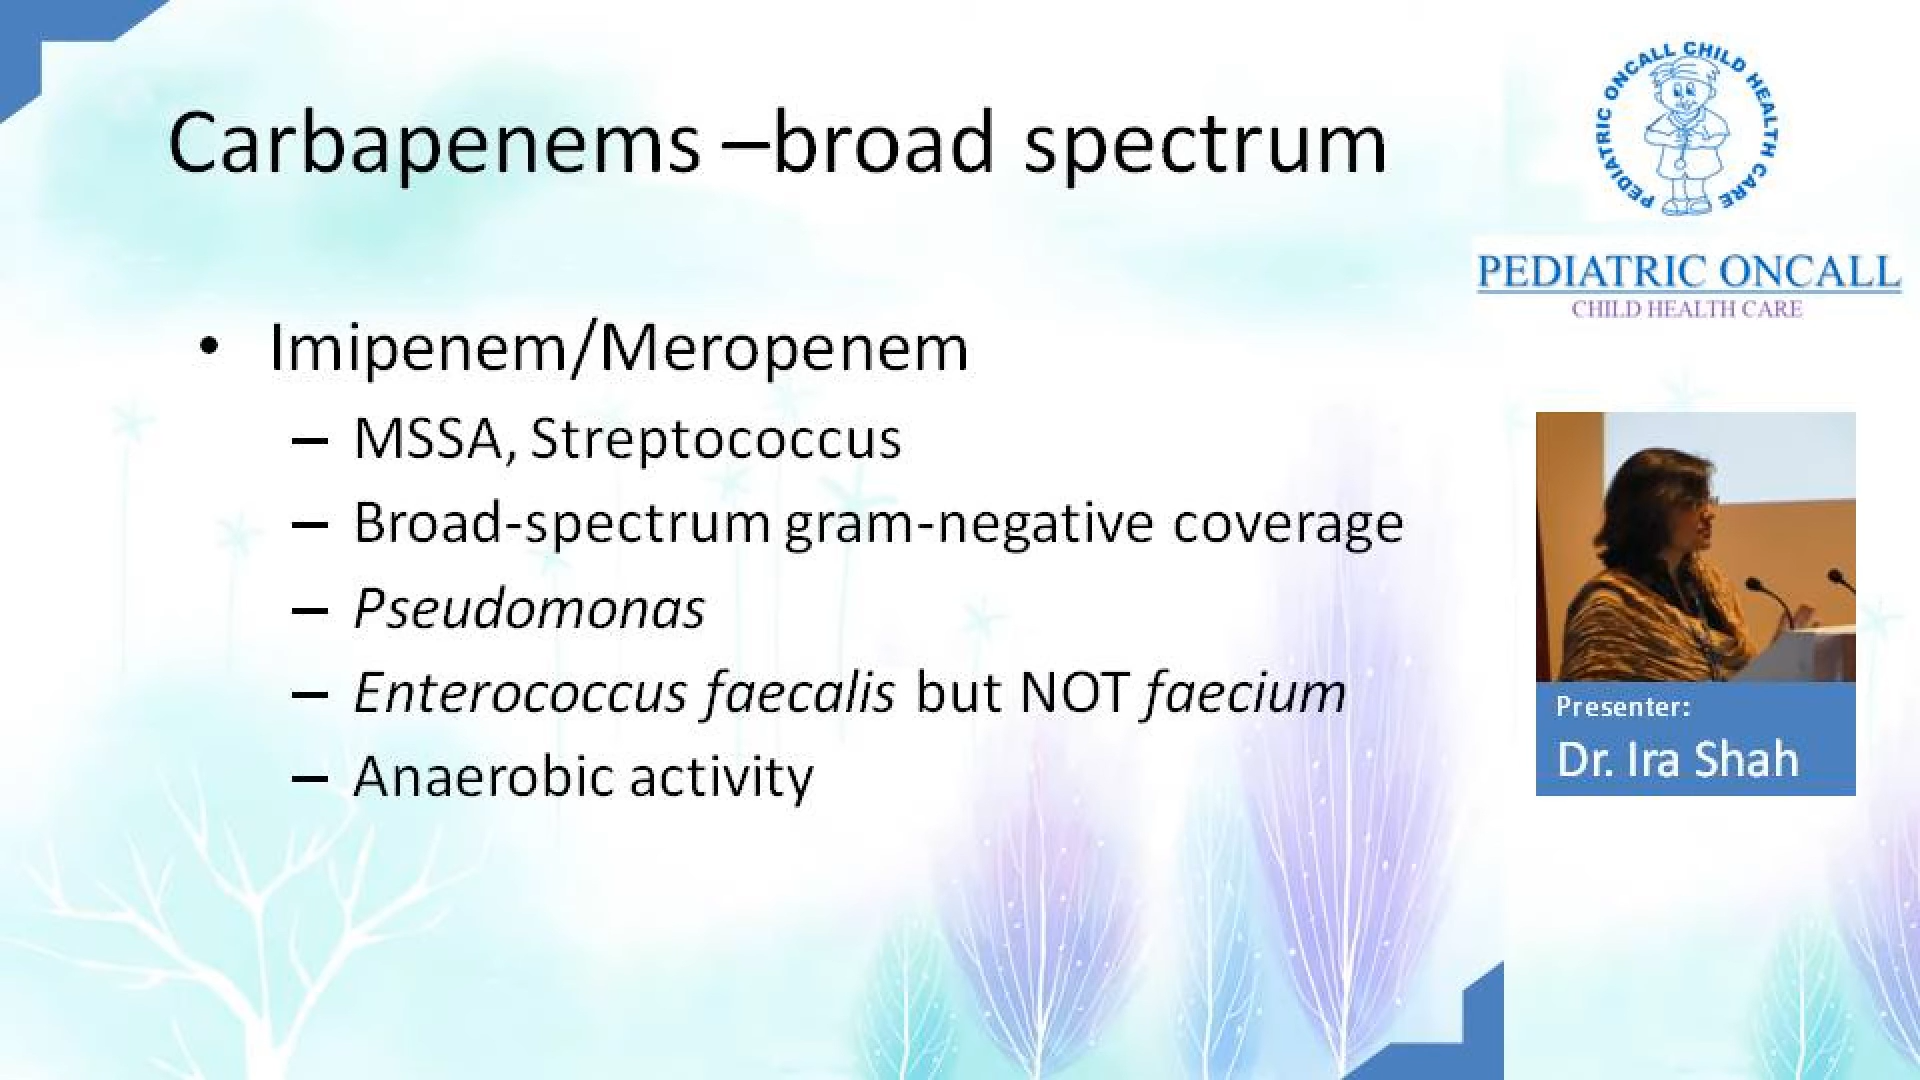 Carbapenems –broad spectrum
• Imipenem/Meropenem
– MSSA, Streptococcus
– Broad-spectrum gram-negative coverage
– Pseudomonas
– Enterococcus faecalis but NOT faecium
– Anaerobic activity
PEDIATRIC ONCALL CHILD HEALTH CARE
PEDIATRIC ONCALL
CHILD HEALTH CARE
Presenter:
Dr. Ira Shah